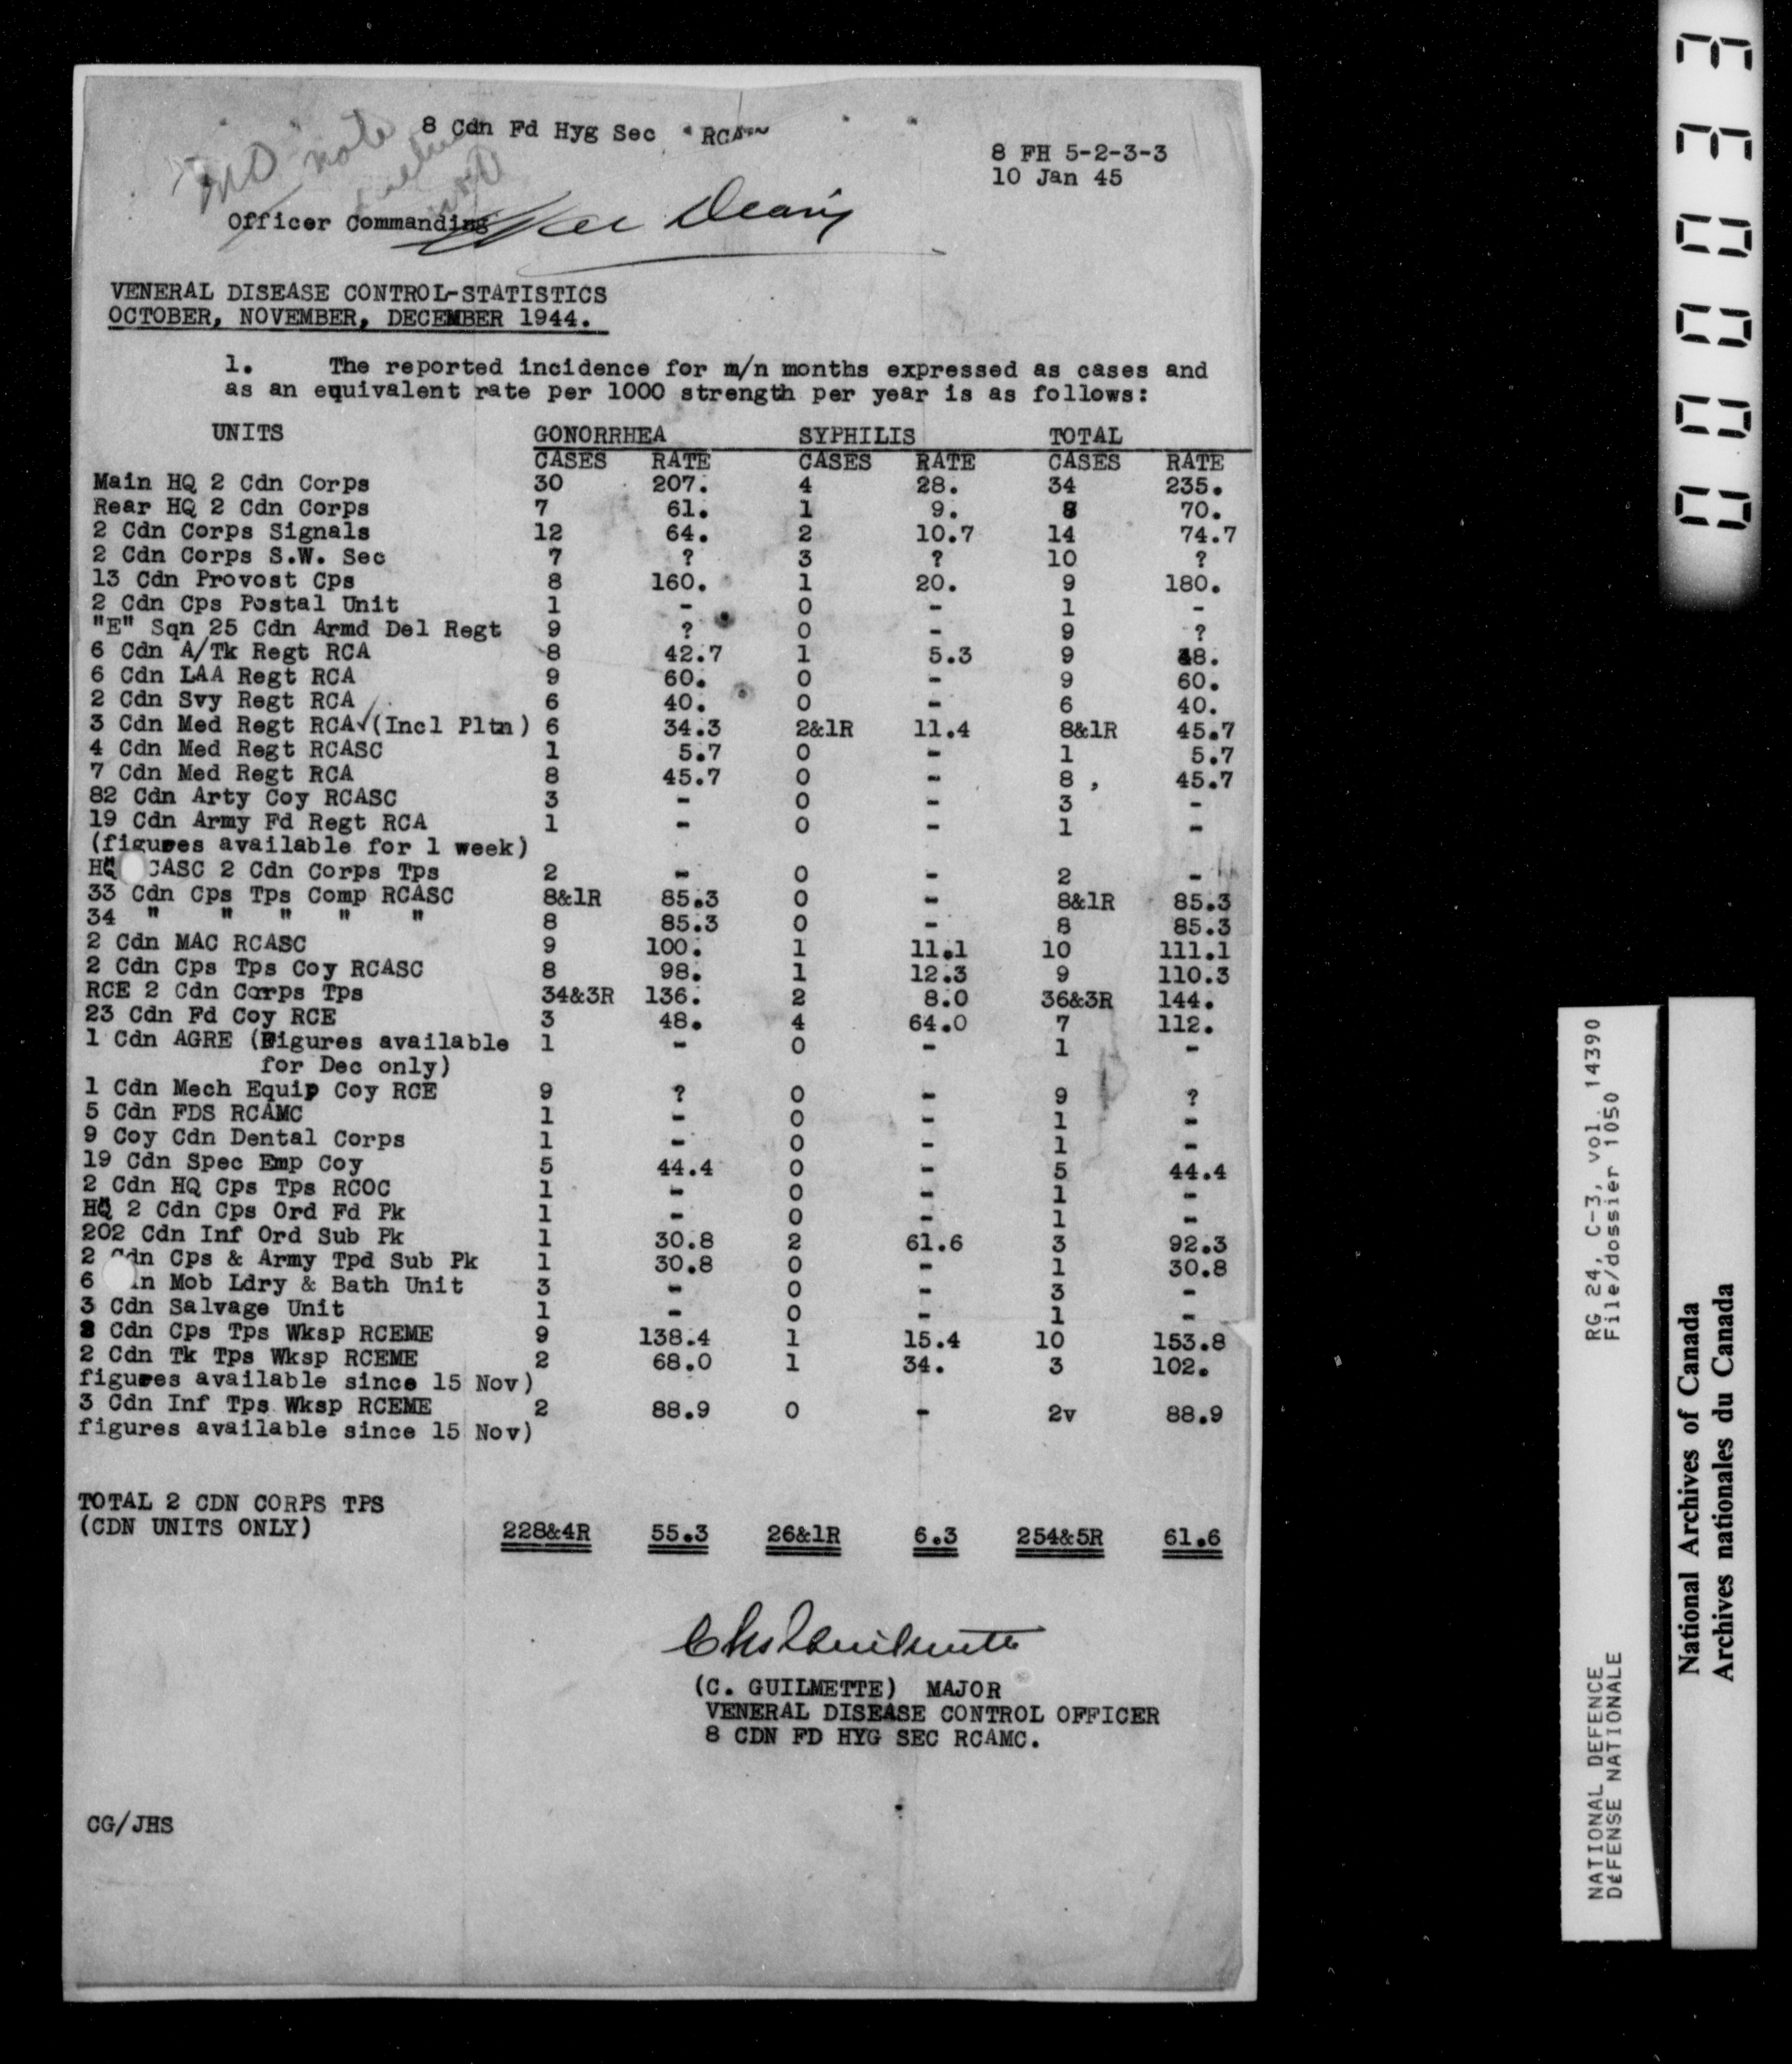 8 Cdn Fd Hyg Sec RCA
note
8 FH 5-2-3-3
10 Jan 45
Officer Commanding
VENERAL DISEASE CONTROL-STATISTICS
OCTOBER, NOVEMBER, DECEMBER 1944.
1. The reported incidence for m/n months expressed as cases and
as an equivalent rate per 1000 strength per year is as follows:
UNITS GONORRHEA SYPHILIS TOTAL
CASES RATE CASES RATE CASES RATE
Main HQ 2 Cdn Corps 30 207. 4 28. 34 235.
Rear HQ 2 Cdn Corps 7 61. 1 9. 8 70.
2 Cdn Corps Signals 12 64. 2 10.7 14 74.7
2 Cdn Corps S.W. Sec 7 ? 3 ? 10 ?
13 Cdn Provost Cps 8 160. 1 20. 9 180.
2 Cdn Cps Postal Unit 1 - 0 - 1 -
"E" Sqn 25 Cdn Armd Del Regt 9 ? 0 - 9 ?
6 Cdn A/Tk Regt RCA 8 42.7 1 5.3 9 48.
6 Cdn LAA Regt RCA 9 60. 0 - 9 60.
2 Cdn Svy Regt RCA 6 40. 0 - 6 40.
3 Cdn Med Regt RCA (Incl Pltn) 6 34.3 2&1R 11.4 8&1R 45.7
4 Cdn Med Regt RCASC 1 5.7 0 - 1 5.7
7 Cdn Med Regt RCA 8 45.7 0 - 8 , 45.7
82 Cdn Arty Coy RCASC 3 - 0 - 3 -
19 Cdn Army Fd Regt RCA 1 - 0 - 1 -
(figures available for 1 week)
HQ CASC 2 Cdn Corps Tps 2 - 0 - 2 -
33 Cdn Cps Tps Comp RCASC 8&1R 85.3 0 - 8&1R 85.3
34 " " " " " 8 85.3 0 - 8 85.3
2 Cdn MAC RCASC 9 100. 1 11.1 10 111.1
2 Cdn Cps Tps Coy RCASC 8 98. 1 12.3 9 110.3
RCE 2 Cdn Corps Tps 34&3R 136. 2 8.0 36&3R 144.
23 Cdn Fd Coy RCE 3 48. 4 64.0 7 112.
1 Cdn AGRE (Figures available 1 - 0 - 1 -
for Dec only)
1 Cdn Mech Equip Coy RCE 9 ? 0 - 9 ?
5 Cdn FDS RCAMC 1 - 0 - 1 -
9 Coy Cdn Dental Corps 1 - 0 - 1 -
19 Cdn Spec Emp Coy 5 44.4 0 - 5 44.4
2 Cdn HQ Cps Tps RCOC 1 - 0 - 1 -
HQ 2 Cdn Cps Ord Fd Pk 1 - 0 - 1 -
202 Cdn Inf Ord Sub Pk 1 30.8 2 61.6 3 92.3
2 Cdn Cps & Army Tpd Sub Pk 1 30.8 0 - 1 30.8
6 n Mob Ldry & Bath Unit 3 - 0 - 3 -
3 Cdn Salvage Unit 1 - 0 - 1 -
2 Cdn Cps Tps Wksp RCEME 9 138.4 1 15.4 10 153.8
2 Cdn Tk Tps Wksp RCEME 2 68.0 1 34. 3 102.
figures available since 15 Nov)
3 Cdn Inf Tps Wksp RCEME 2 88.9 0 - 2v 88.9
figures available since 15 Nov)
TOTAL 2 CDN CORPS TPS
(CDN UNITS ONLY) 228&4R 55.3 26&1R 6.3 254&5R 61.6
(C. GUILMETTE) MAJOR
VENERAL DISEASE CONTROL OFFICER
8 CDN FD HYG SEC RCAMC.
CG/JHS
NATIONAL DEFENCE RG 24, C-3, vol. 14390
DÉFENSE NATIONALE File/dossier 1050
National Archives of Canada
Archives nationales du Canada